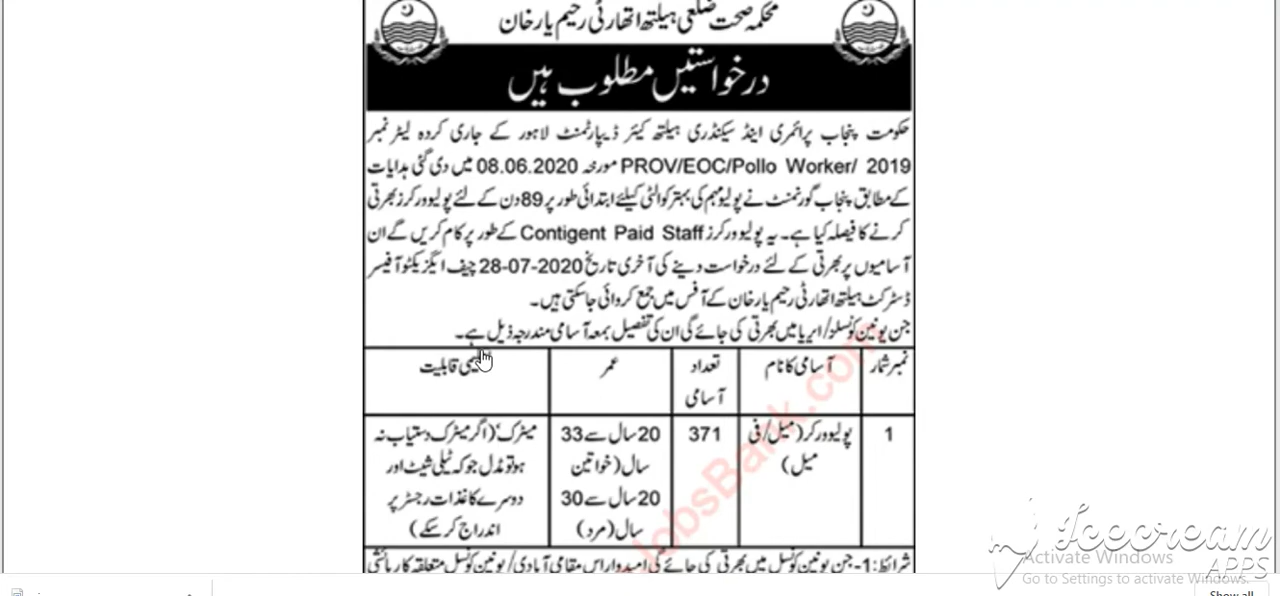 محکمہ صحت ضلعی ہیلتھ اتھارٹی رحیم یار خان
درخواستیں مطلوب ہیں
حکومت پنجاب پرائمری اینڈ سیکنڈری ہیلتھ کیئر ڈیپارٹمنٹ لاہور کے جاری کردہ لیٹر نمبر
PROV/EOC/Pollo Worker/ 2019 مورخہ 08.06.2020 میں دی گئی ہدایات
کے مطابق پنجاب گورنمنٹ نے پولیو مہم کی بہتر کوالٹی کیلئے ابتدائی طور پر 89 دن کے لئے پولیو ورکرز بھرتی
کرنے کا فیصلہ کیا ہے۔ یہ پولیو ورکرز Contigent Paid Staff کے طور پر کام کریں گے ان
آسامیوں پر بھرتی کے لئے درخواست دینے کی آخری تاریخ 28-07-2020 چیف ایگزیکٹو آفیسر
ڈسٹرکٹ ہیلتھ اتھارٹی رحیم یار خان کے آفس میں جمع کروائی جاسکتی ہیں۔
جن یونین کونسلز/ایریا میں بھرتی کی جائے گی ان کی تفصیل بمعہ آسامی مندرجہ ذیل ہے۔
نمبر شمار آسامی کا نام تعداد آسامی عمر قابلیت
1 پولیو ورکر (میل/فی میل) 371 20 سال سے 33 سال (خواتین) 20 سال سے 30 سال (مرد) میٹرک (اگر میٹرک دستیاب نہ ہو تو مڈل جو کہ ٹیلی شیٹ اور دوسرے کاغذات رجسٹر پر اندراج کر سکے)
شرائط: 1- جن یونین کونسل میں بھرتی کی جائے گی امیدوار اس مقامی آبادی/یونین کونسل متعلقہ کا رہائشی
JobsBank.com
Icecream
APPS
Activate Windows
Go to Settings to activate Windows.
Show all